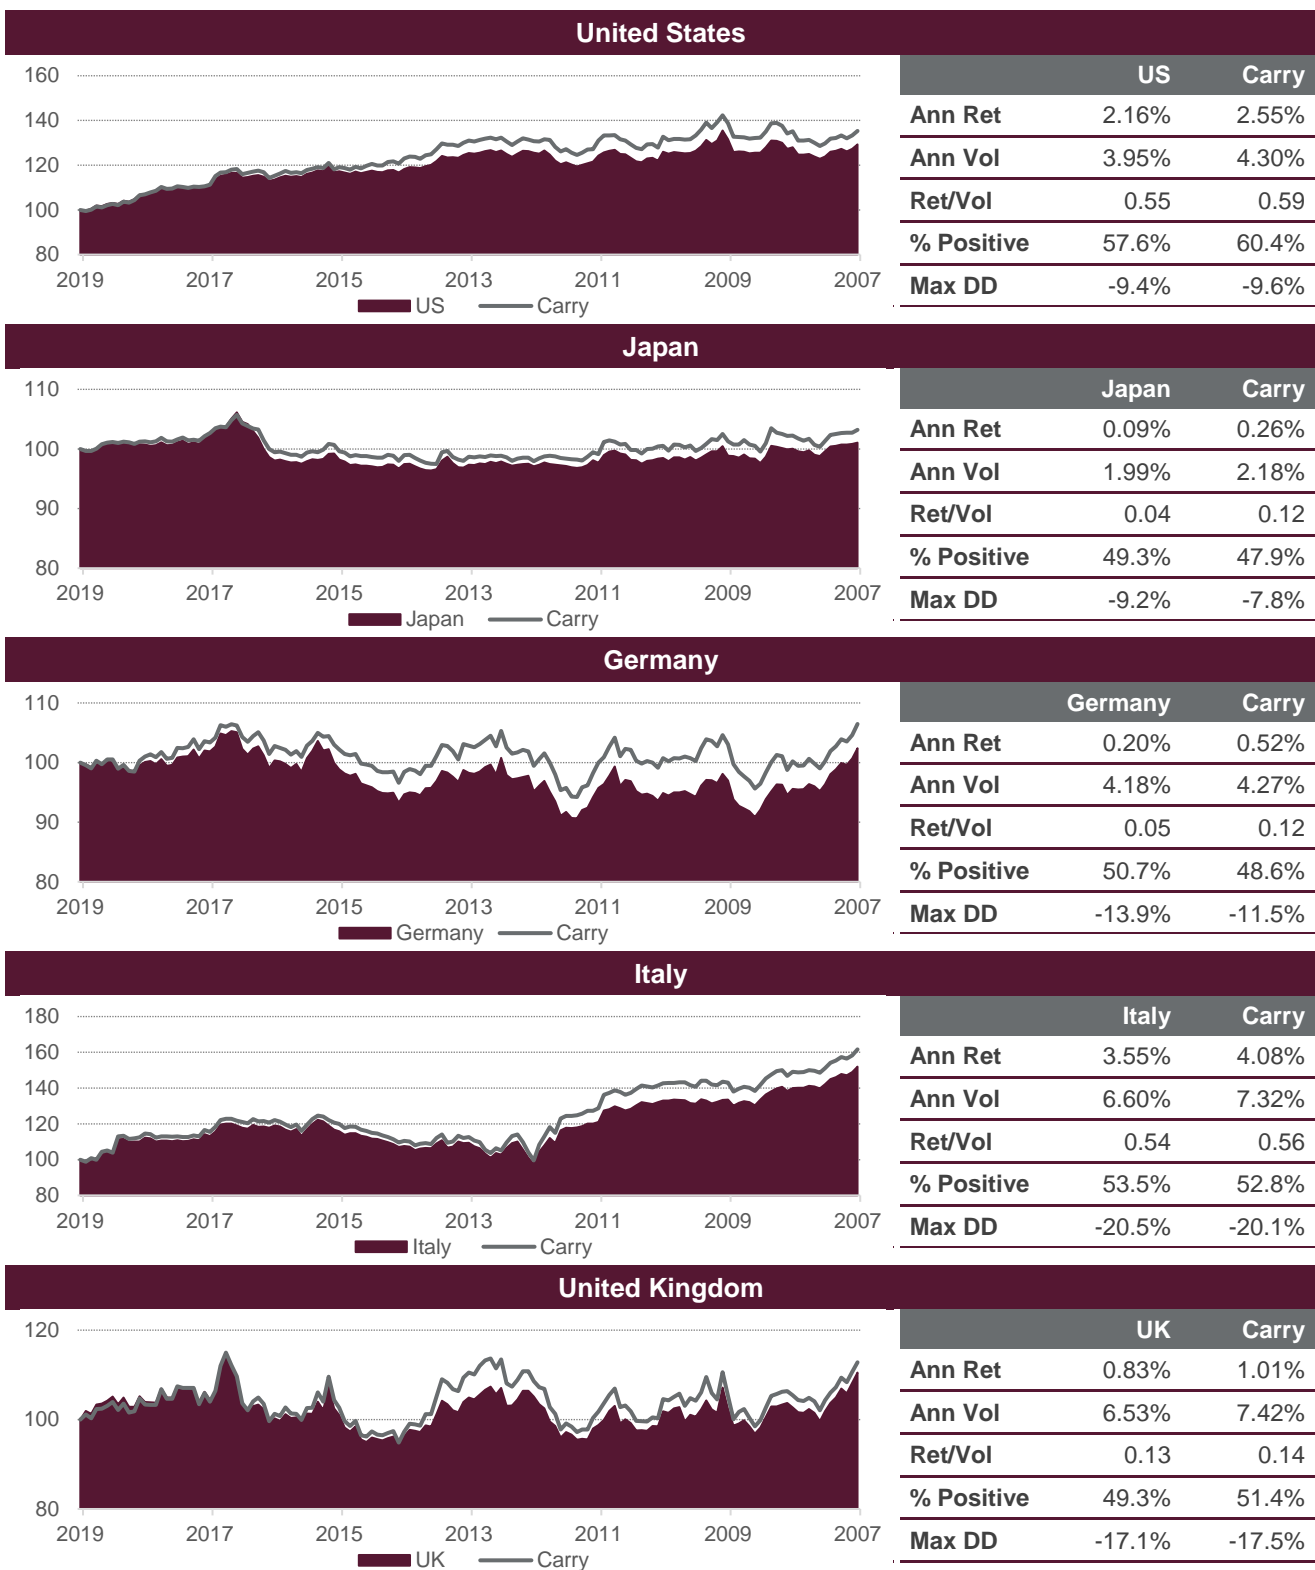 United States
160
140
120
100
80
2019 2017 2015 2013 2011 2009 2007
US Carry
US Carry
Ann Ret 2.16% 2.55%
Ann Vol 3.95% 4.30%
Ret/Vol 0.55 0.59
% Positive 57.6% 60.4%
Max DD -9.4% -9.6%
Japan
110
100
90
80
2019 2017 2015 2013 2011 2009 2007
Japan Carry
Japan Carry
Ann Ret 0.09% 0.26%
Ann Vol 1.99% 2.18%
Ret/Vol 0.04 0.12
% Positive 49.3% 47.9%
Max DD -9.2% -7.8%
Germany
110
100
90
80
2019 2017 2015 2013 2011 2009 2007
Germany Carry
Germany Carry
Ann Ret 0.20% 0.52%
Ann Vol 4.18% 4.27%
Ret/Vol 0.05 0.12
% Positive 50.7% 48.6%
Max DD -13.9% -11.5%
Italy
180
160
140
120
100
80
2019 2017 2015 2013 2011 2009 2007
Italy Carry
Italy Carry
Ann Ret 3.55% 4.08%
Ann Vol 6.60% 7.32%
Ret/Vol 0.54 0.56
% Positive 53.5% 52.8%
Max DD -20.5% -20.1%
United Kingdom
120
100
80
2019 2017 2015 2013 2011 2009 2007
UK Carry
UK Carry
Ann Ret 0.83% 1.01%
Ann Vol 6.53% 7.42%
Ret/Vol 0.13 0.14
% Positive 49.3% 51.4%
Max DD -17.1% -17.5%